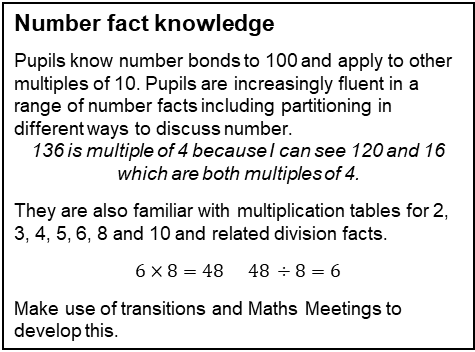 Number fact knowledge
Pupils know number bonds to 100 and apply to other
multiples of 10. Pupils are increasingly fluent in a
range of number facts including partitioning in
different ways to discuss number.
136 is multiple of 4 because I can see 120 and 16
which are both multiples of 4.
They are also familiar with multiplication tables for 2,
3, 4, 5, 6, 8 and 10 and related division facts.
6 × 8 = 48 48 ÷ 8 = 6
Make use of transitions and Maths Meetings to
develop this.